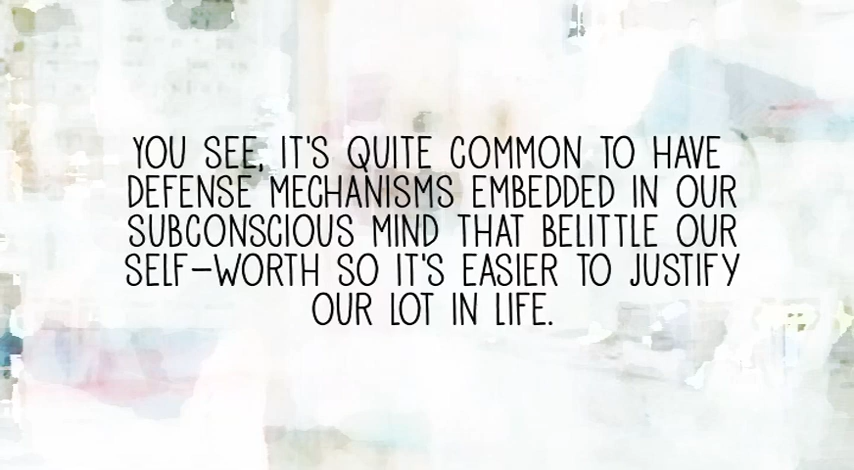 YOU SEE, IT'S QUITE COMMON TO HAVE
DEFENSE MECHANISMS EMBEDDED IN OUR
SUBCONSCIOUS MIND THAT BELITTLE OUR
SELF-WORTH SO IT'S EASIER TO JUSTIFY
OUR LOT IN LIFE.